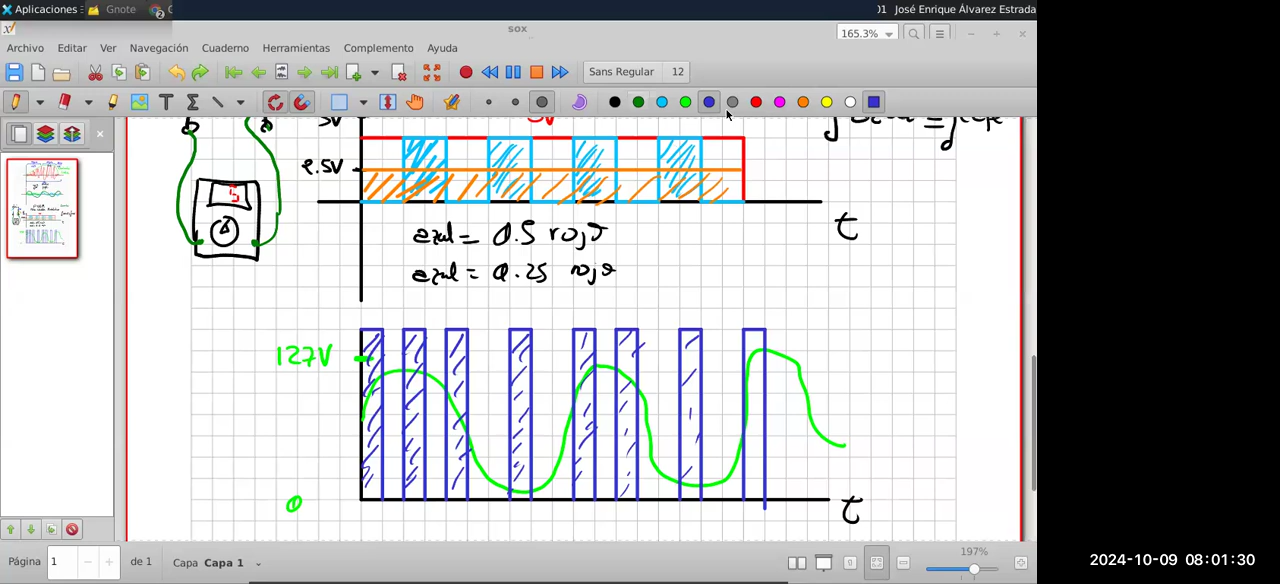 Aplicaciones Gnote
01 José Enrique Álvarez Estrada
sox
Archivo Editar Ver Navegación Cuaderno Herramientas Complemento Ayuda
165.3%
Sans Regular 12
5V
2.5V
5
t
azul = 0.5 rojo
azul = 0.25 rojo
127V
0
t
Página 1 de 1 Capa Capa 1
197%
2024-10-09 08:01:30